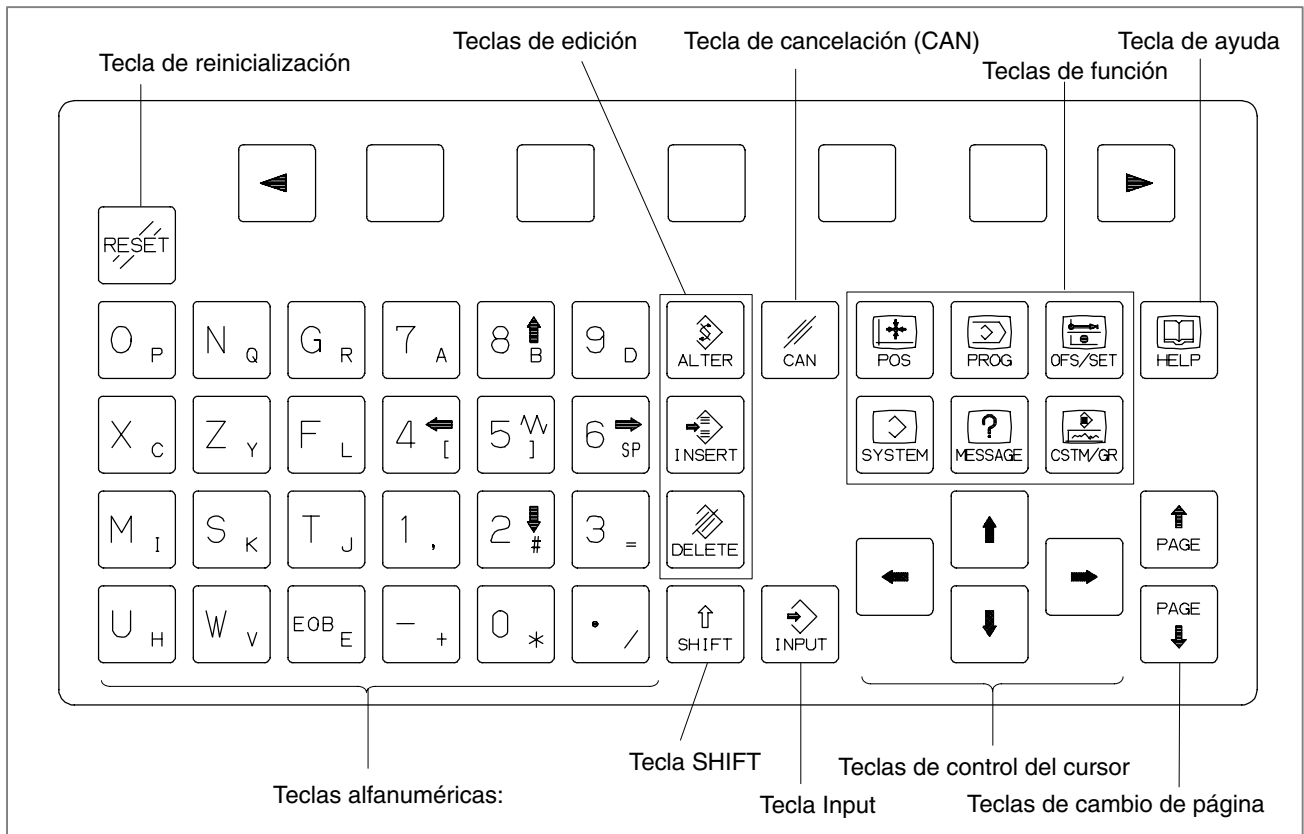 Teclas de edición
Tecla de cancelación (CAN)
Tecla de ayuda
Tecla de reinicialización
Teclas de función
RESET
O P N Q G R 7 A 8 B 9 D ALTER CAN POS PROG OFS/SET HELP
X C Z Y F L 4 [ 5 ] 6 SP INSERT SYSTEM ? MESSAGE CSTM/GR
M I S K T J 1 , 2 # 3 = DELETE PAGE
U H W V EOB E - + 0 * . / SHIFT INPUT PAGE
Tecla SHIFT
Teclas de control del cursor
Teclas alfanuméricas:
Tecla Input
Teclas de cambio de página